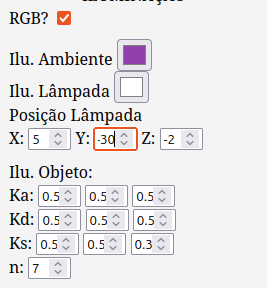 RGB?
Ilu. Ambiente
Ilu. Lâmpada
Posição Lâmpada
X: 5 Y: -30 Z: -2
Ilu. Objeto:
Ka: 0.5 0.5 0.5
Kd: 0.5 0.5 0.5
Ks: 0.5 0.5 0.3
n: 7